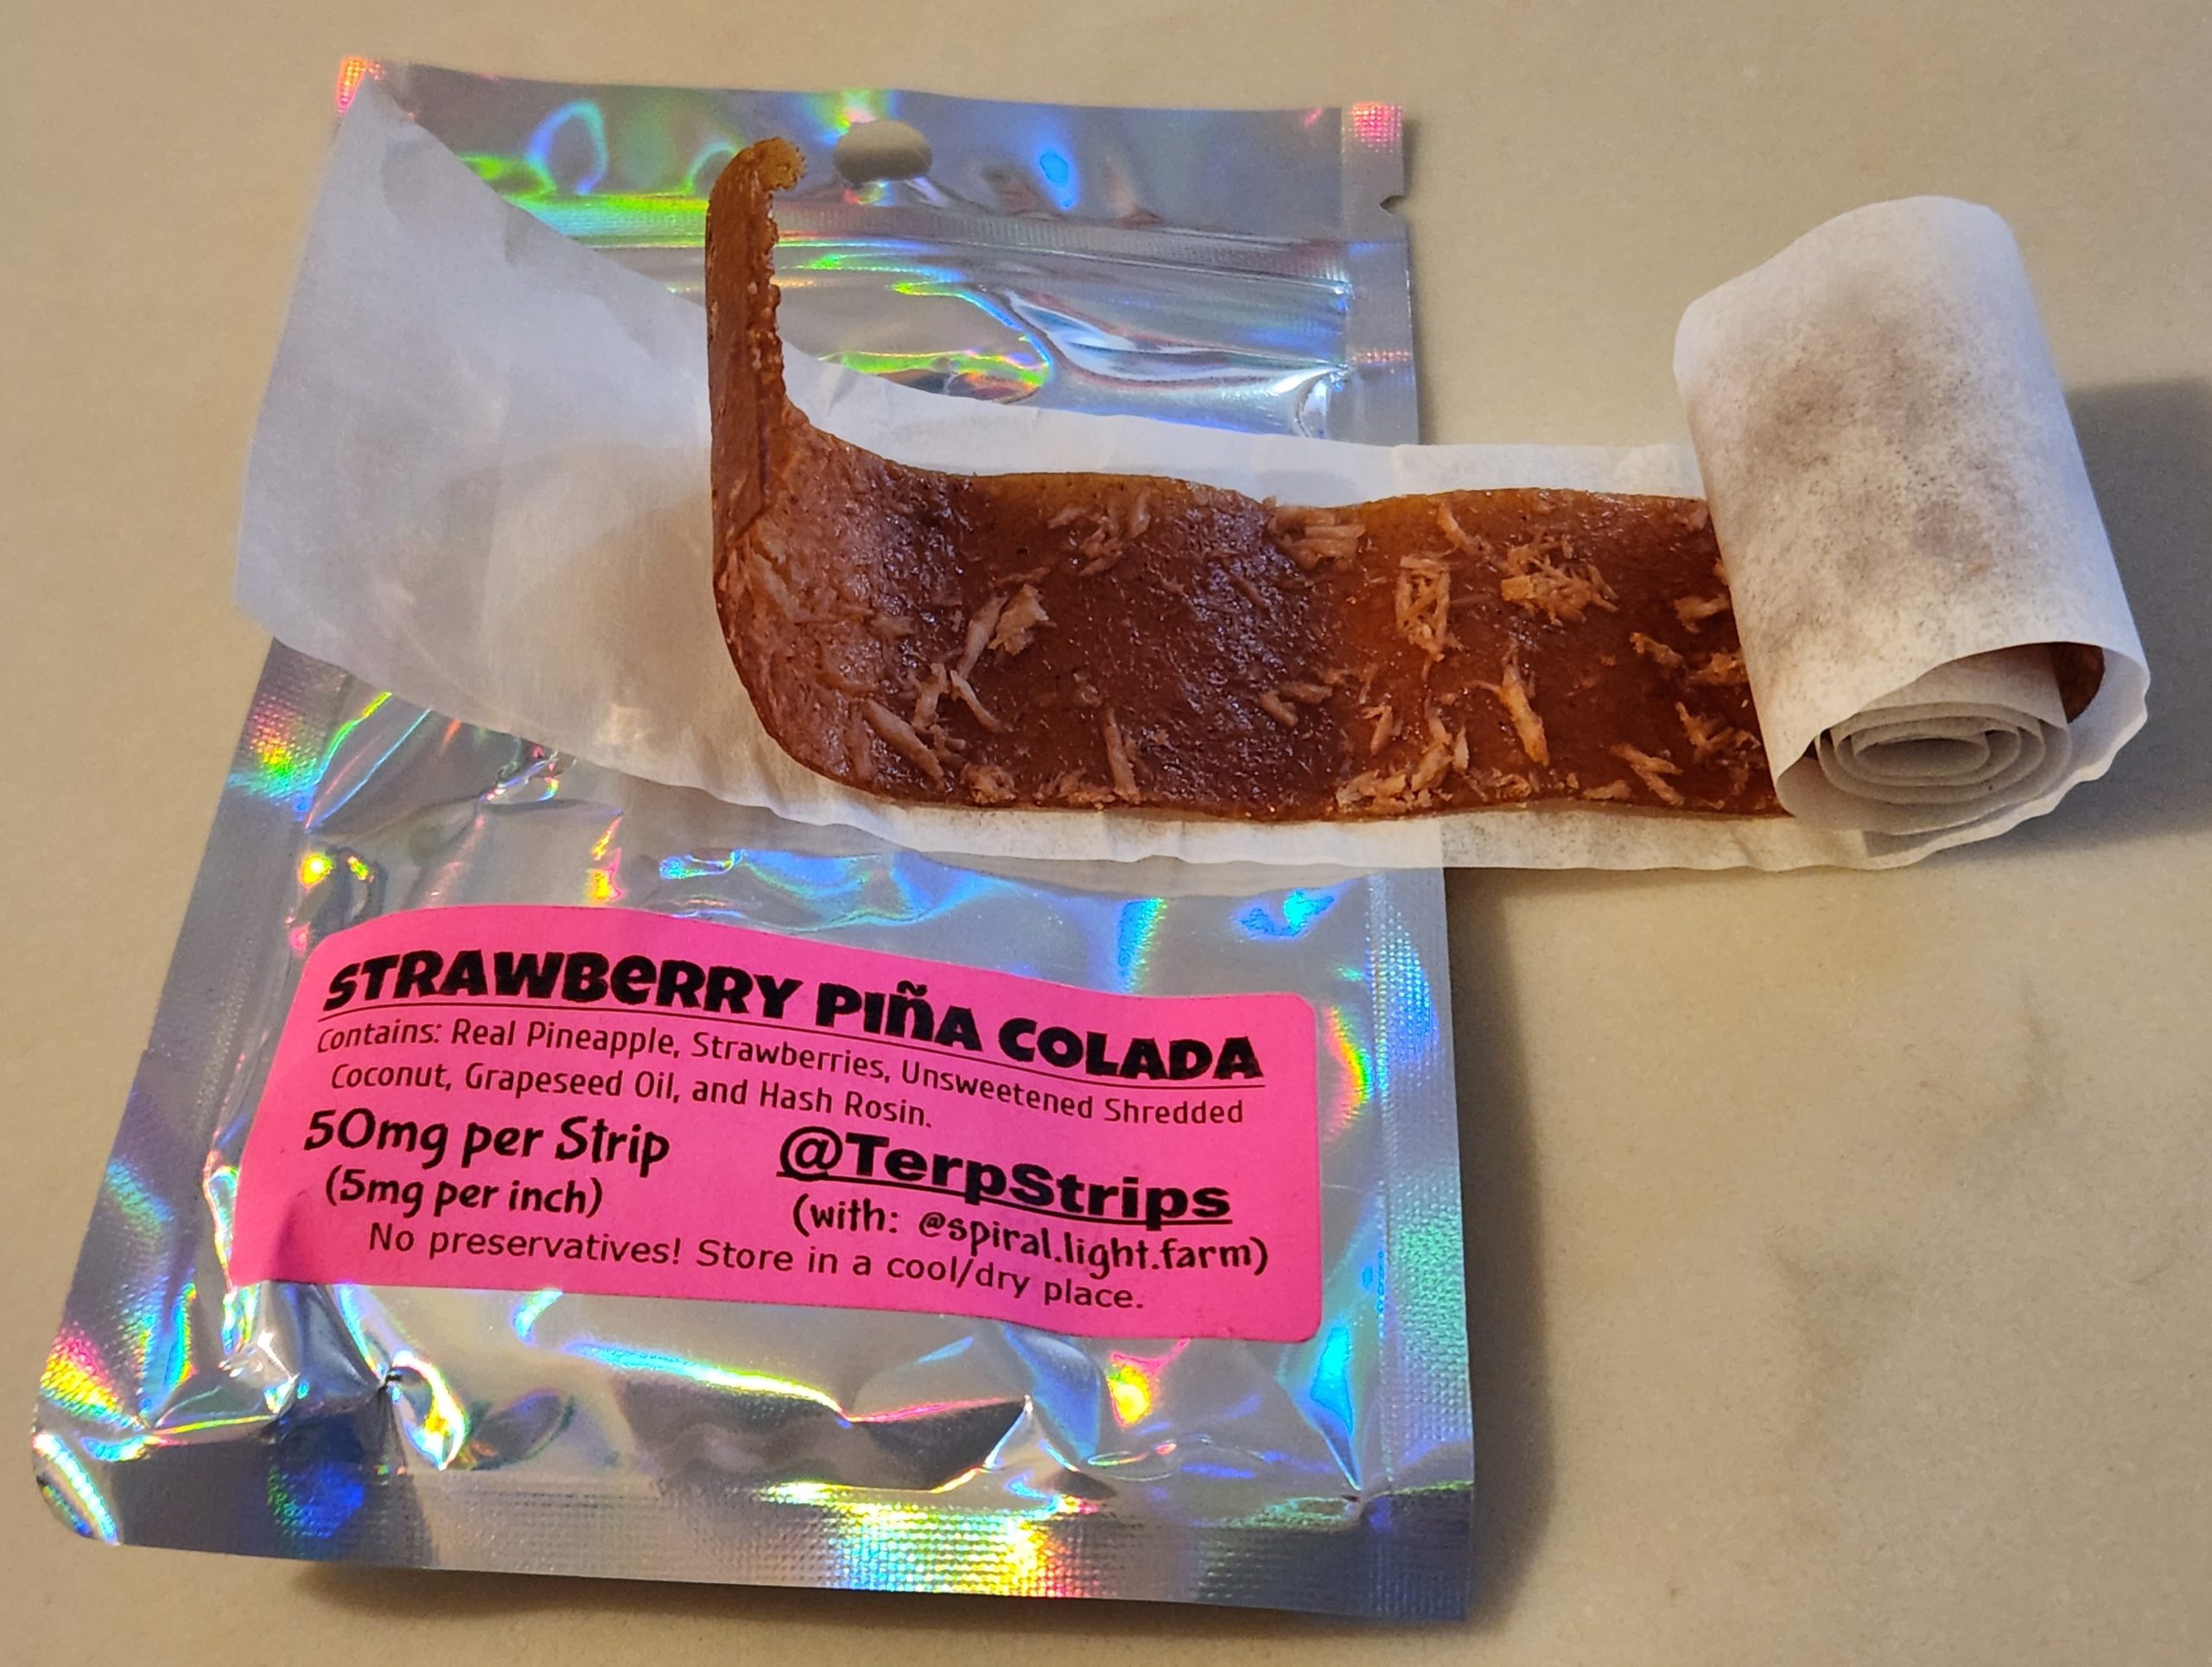 STRAWBERRY PIÑA COLADA
Contains: Real Pineapple, Strawberries, Unsweetened Shredded
Coconut, Grapeseed Oil, and Hash Rosin.
50mg per Strip
(5mg per inch)
@TerpStrips
(with: @spiral.light.farm)
No preservatives! Store in a cool/dry place.